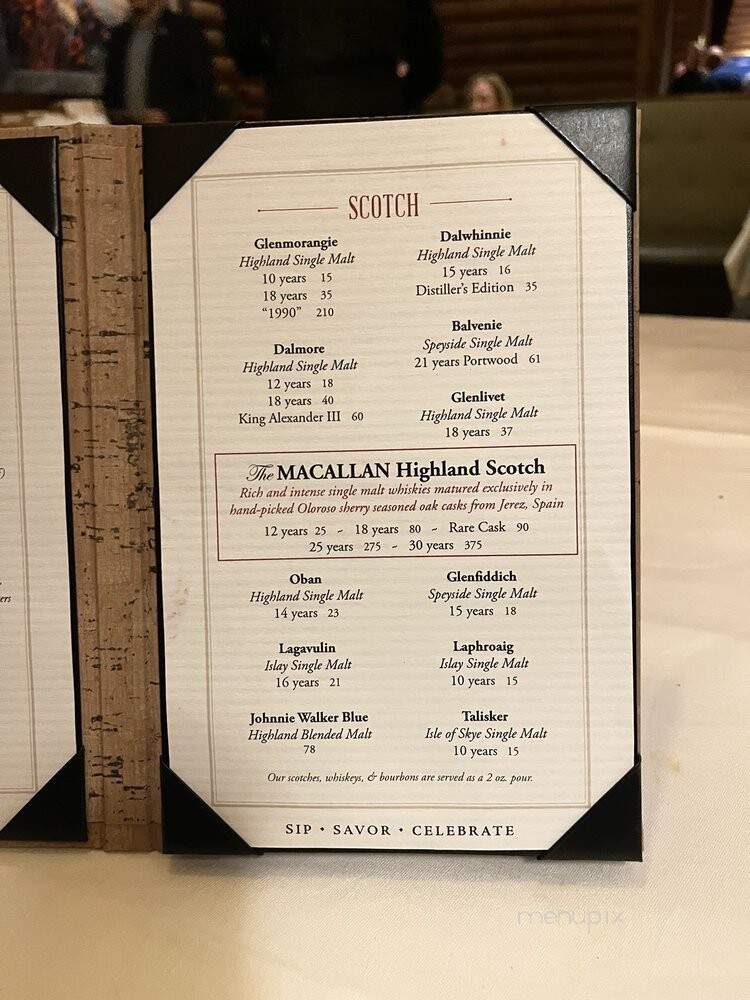 SCOTCH
Glenmorangie
Highland Single Malt
10 years 15
18 years 35
“1990” 210
Dalmore
Highland Single Malt
12 years 18
18 years 40
King Alexander III 60
Dalwhinnie
Highland Single Malt
15 years 16
Distiller’s Edition 35
Balvenie
Speyside Single Malt
21 years Portwood 61
Glenlivet
Highland Single Malt
18 years 37
The MACALLAN Highland Scotch
Rich and intense single malt whiskies matured exclusively in
hand-picked Oloroso sherry seasoned oak casks from Jerez, Spain
12 years 25 ~ 18 years 80 ~ Rare Cask 90
25 years 275 ~ 30 years 375
Oban
Highland Single Malt
14 years 23
Lagavulin
Islay Single Malt
16 years 21
Johnnie Walker Blue
Highland Blended Malt
78
Glenfiddich
Speyside Single Malt
15 years 18
Laphroaig
Islay Single Malt
10 years 15
Talisker
Isle of Skye Single Malt
10 years 15
Our scotches, whiskeys, & bourbons are served as a 2 oz. pour.
SIP • SAVOR • CELEBRATE
menupix